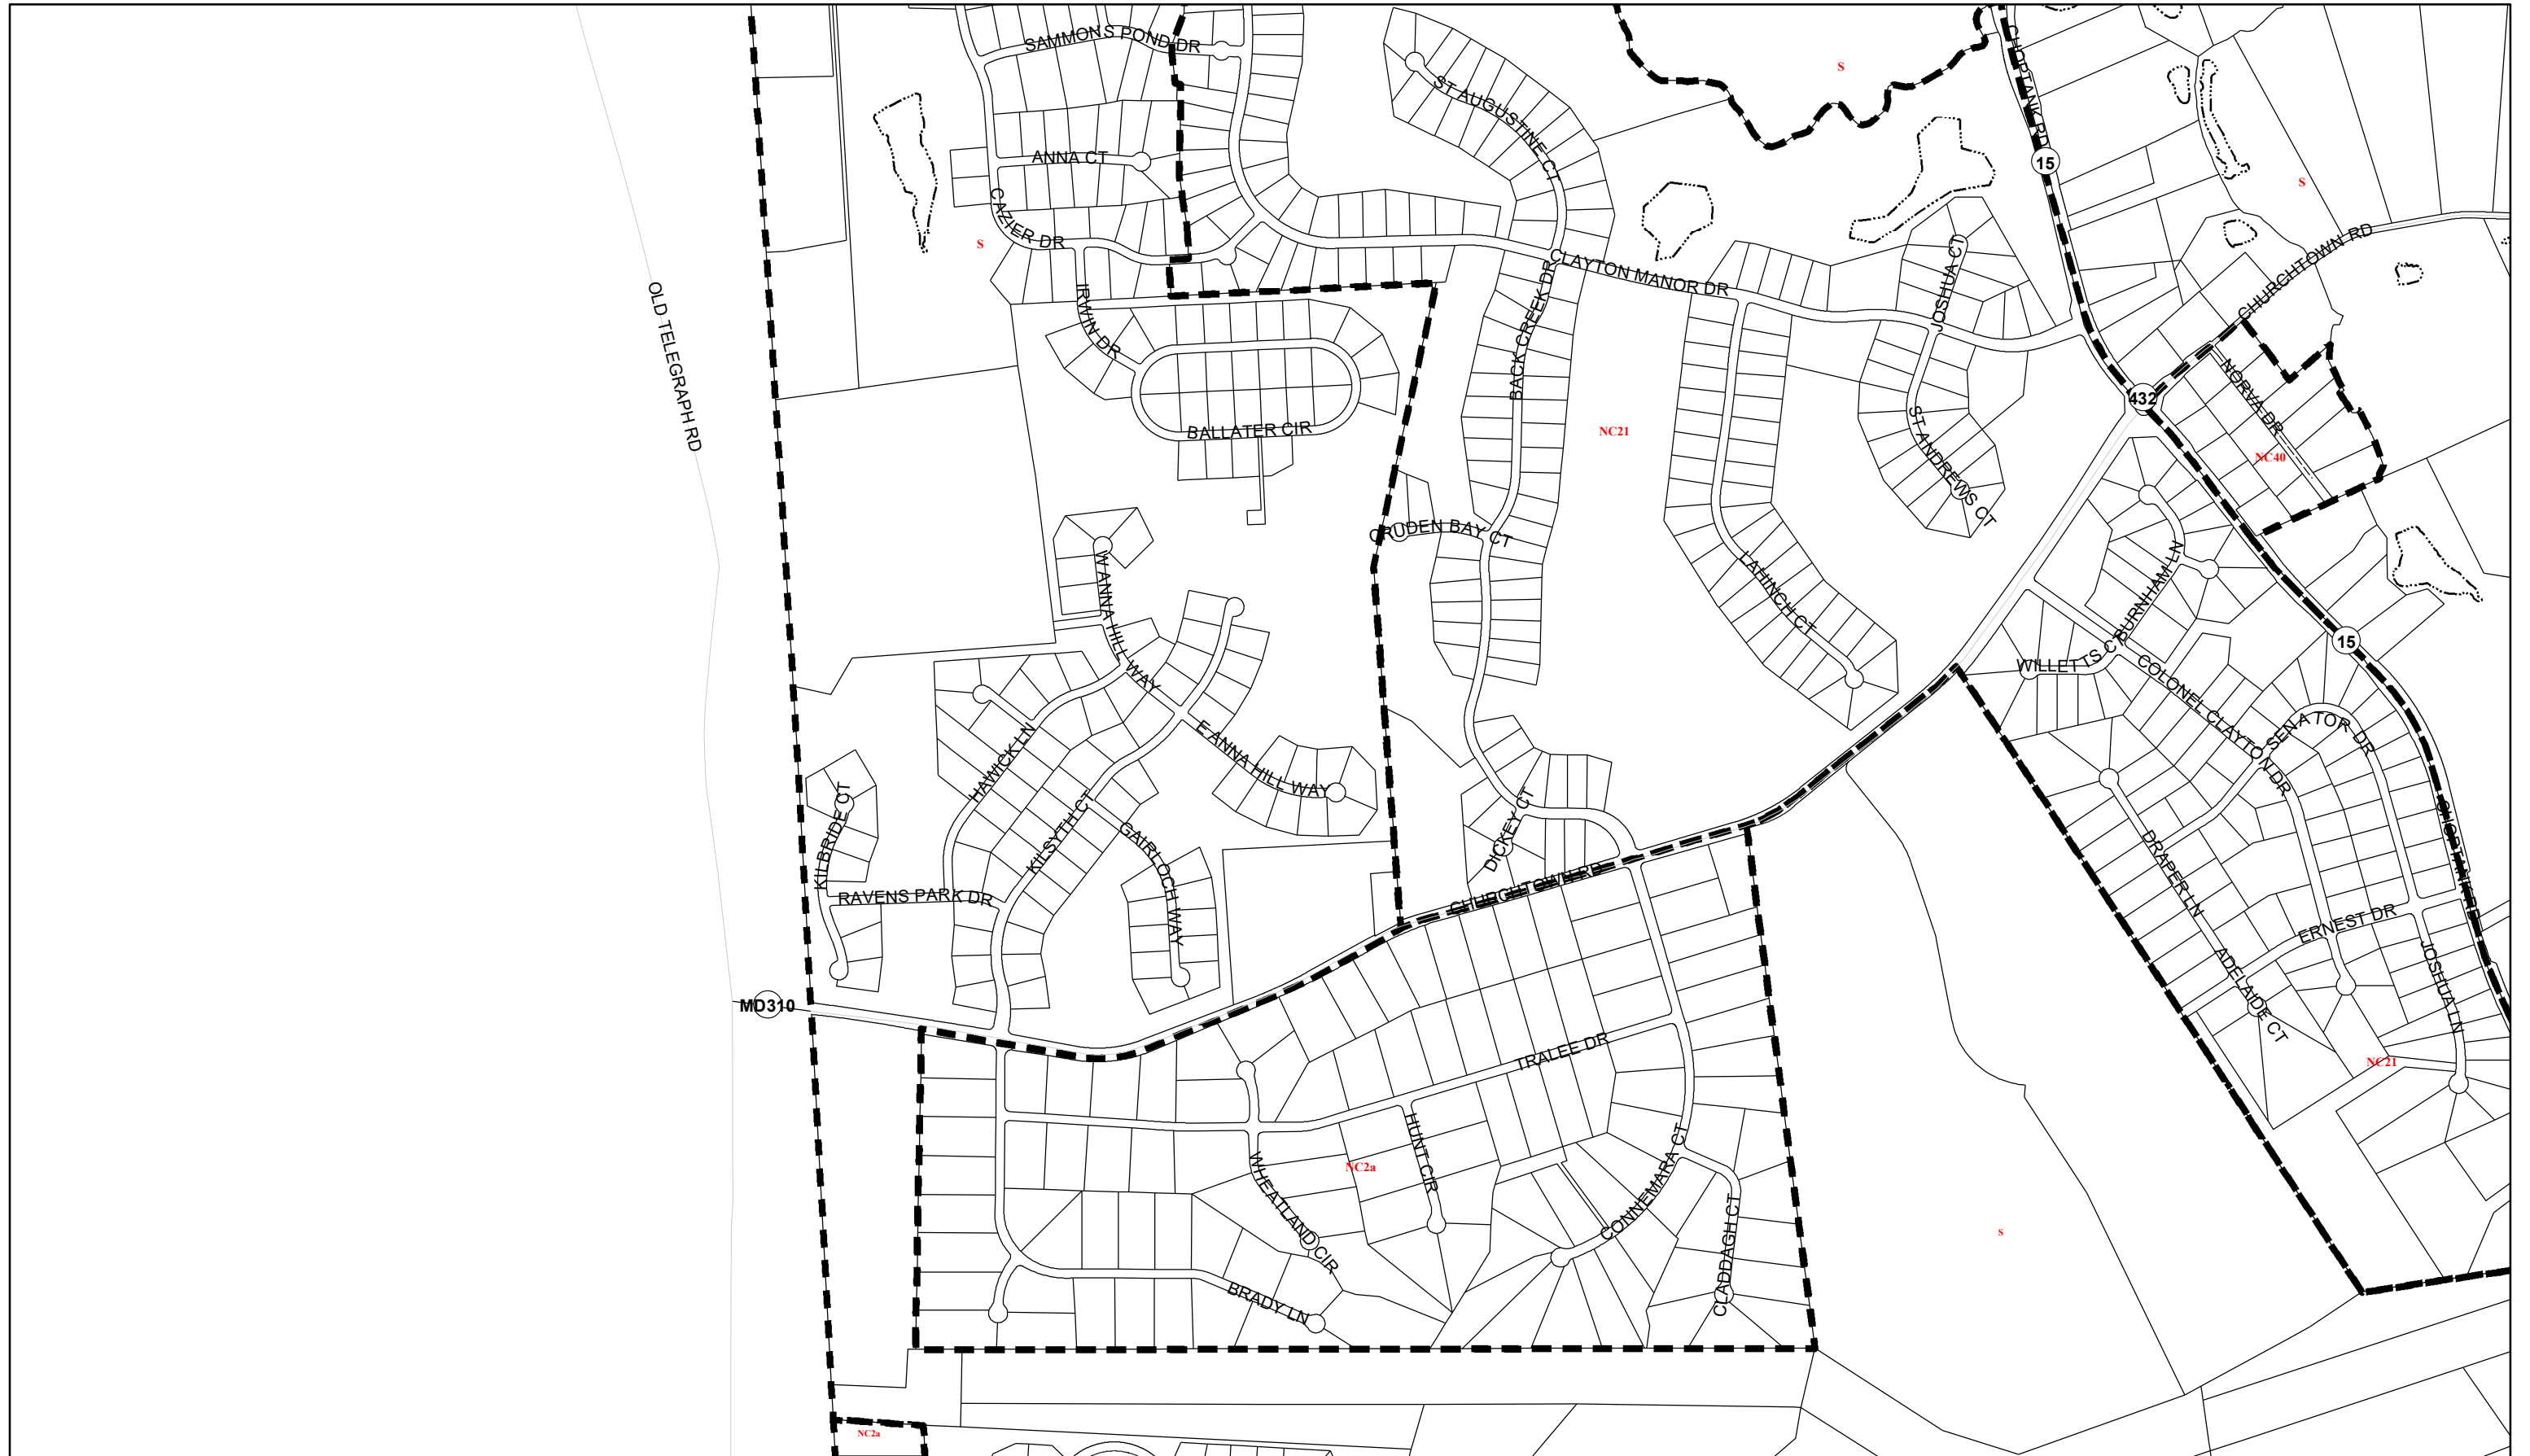 SAMMONS POND DR
ST AUGUSTINE CT
S
CHOPTANK RD
15
ANNA CT
S
CAZIER DR
S
CLAYTON MANOR DR
JOSHUA CT
CHURCHTOWN RD
OLD TELEGRAPH RD
IRWIN DR
BACK CREEK DR
432
NORVA DR
BALLATER CIR
NC21
ST ANDREWS CT
NC40
CRUDEN BAY CT
W ANNA HILL WAY
LAHINCH CT
BURNHAM LN
15
WILLETTS CT
COLONEL CLAYTON DR
SENATOR DR
HAWICK LN
E ANNA HILL WAY
KILBRIDE CT
KILSYTH CT
GAIRLOCH WAY
DICKEY CT
CHOPTANK RD
DRAPER LN
RAVENS PARK DR
CHURCHTOWN RD
ERNEST DR
ADELAIDE CT
JOSHUA LN
MD310
TRALEE DR
NC21
HUNT CIR
NC2a
WHEATLAND CIR
CONNEMARA CT
CLADDAGH CT
S
BRADY LN
NC2a